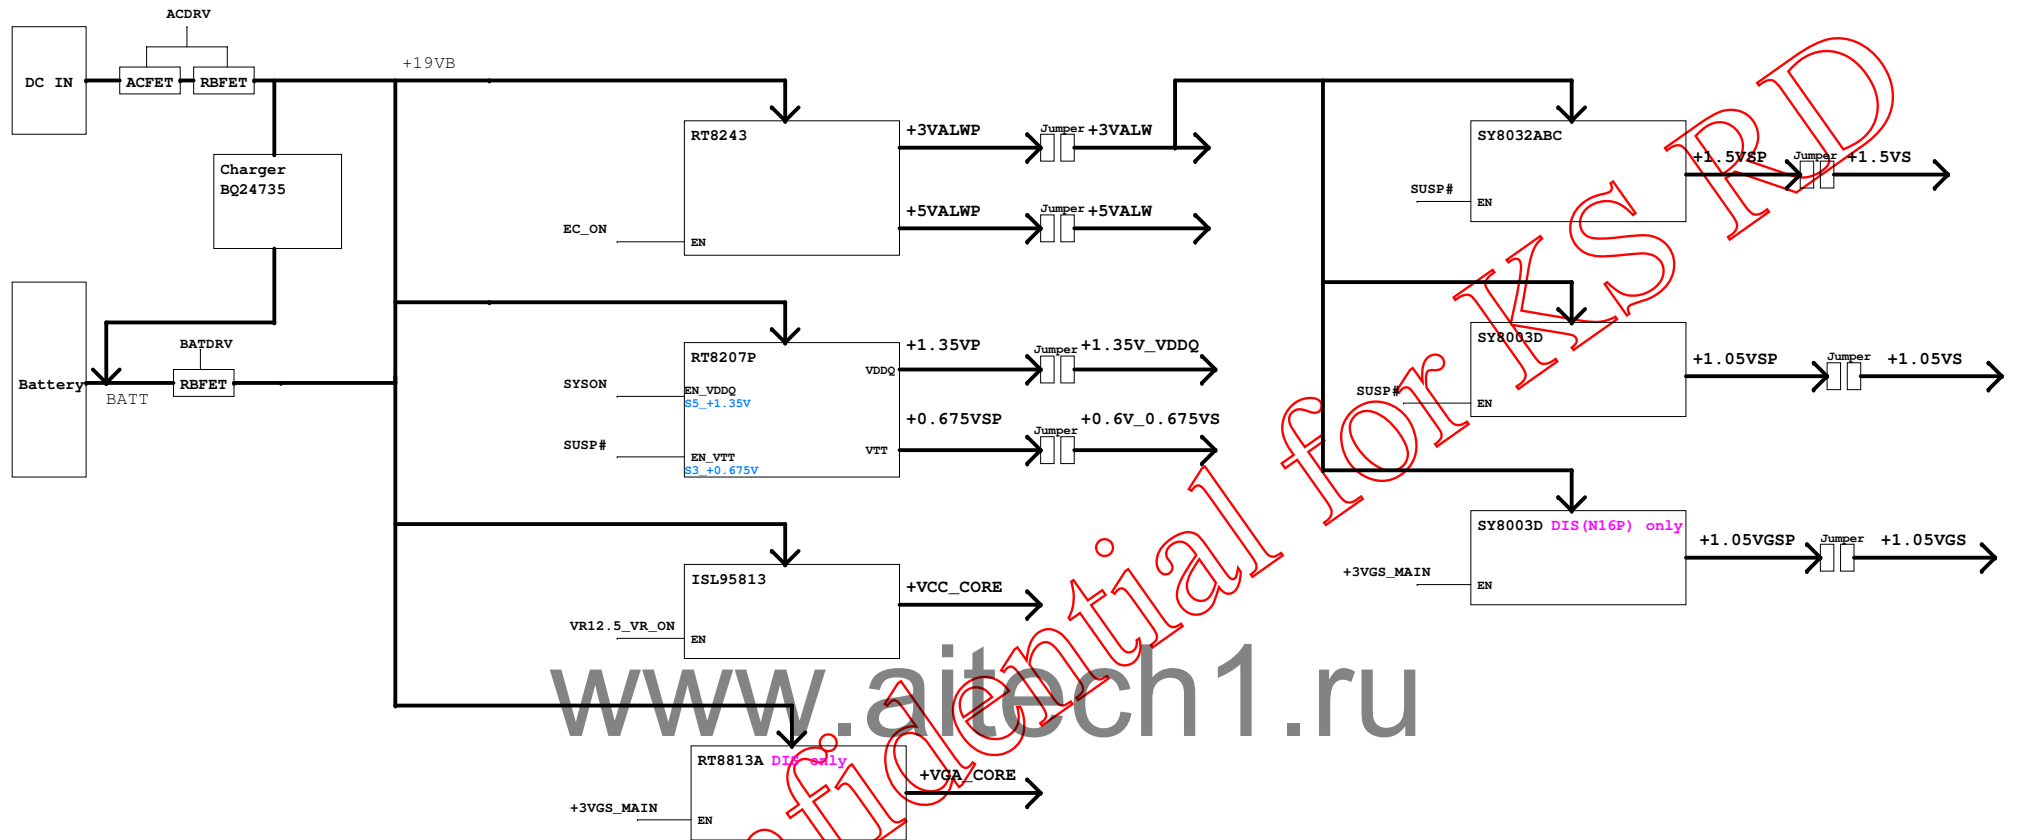 ACDRV
DC IN
ACFET
RBFET
+19VB
Charger
BQ24735
Battery
BATT
BATDRV
RBFET
RT8243
EC_ON
EN
+3VALWP
Jumper
+3VALW
+5VALWP
Jumper
+5VALW
RT8207P
SYSON
EN_VDDQ
S5_+1.35V
SUSP#
EN_VTT
S3_+0.675V
VDDQ
VTT
+1.35VP
Jumper
+1.35V_VDDQ
+0.675VSP
Jumper
+0.6V_0.675VS
ISL95813
VR12.5_VR_ON
EN
+VCC_CORE
RT8813A DIS only
+3VGS_MAIN
EN
+VGA_CORE
SY8032ABC
SUSP#
EN
+1.5VSP
Jumper
+1.5VS
SY8003D
SUSP#
EN
+1.05VSP
Jumper
+1.05VS
SY8003D DIS(N16P) only
+3VGS_MAIN
EN
+1.05VGSP
Jumper
+1.05VGS
www.aitech1.ru
fidential for KS RD